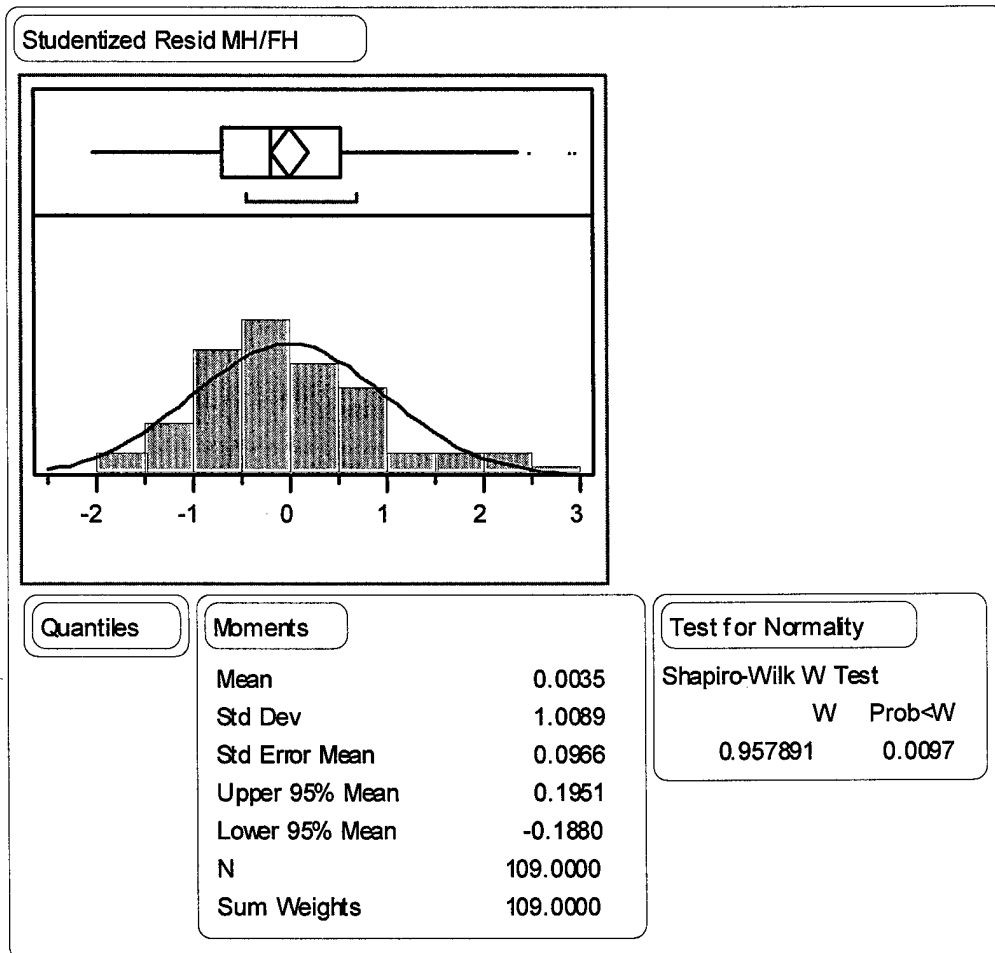 Studentized Resid MH/FH
-2 -1 0 1 2 3
Quantiles
Moments
Mean 0.0035
Std Dev 1.0089
Std Error Mean 0.0966
Upper 95% Mean 0.1951
Lower 95% Mean -0.1880
N 109.0000
Sum Weights 109.0000
Test for Normality
Shapiro-Wilk W Test
W Prob<W
0.957891 0.0097